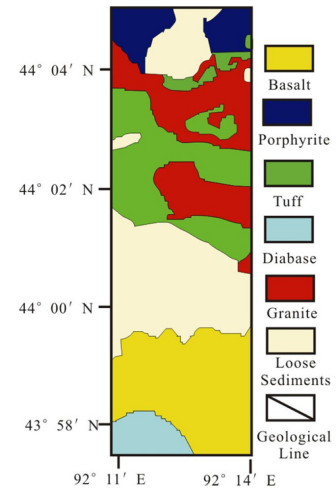 44° 04′ N
44° 02′ N
44° 00′ N
43° 58′ N
92° 11′ E
92° 14′ E
Basalt
Porphyrite
Tuff
Diabase
Granite
Loose
Sediments
Geological
Line